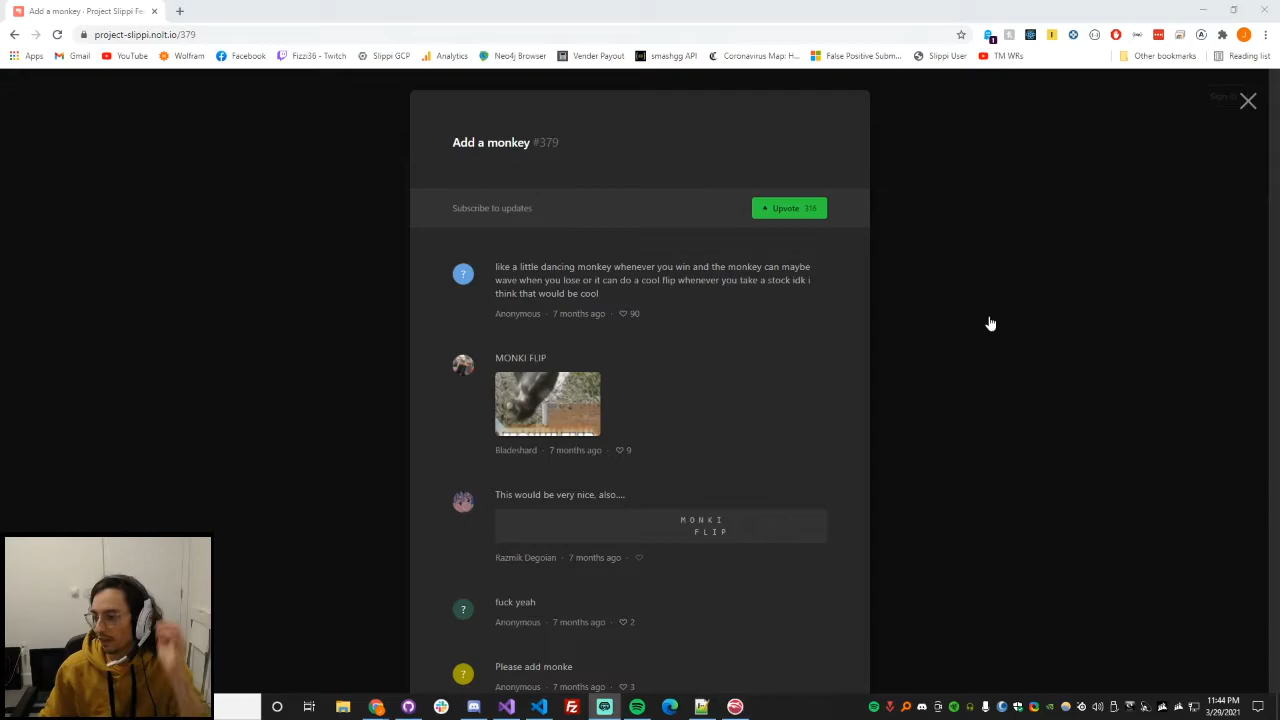 Add a monkey · Project Slippi Fe
project-slippi.nolt.io/379
Apps
Gmail
YouTube
Wolfram
Facebook
Fizzi36 - Twitch
Slippi GCP
Analytics
Neo4j Browser
Vender Payout
smashgg API
Coronavirus Map: H...
False Positive Subm...
Slippi User
TM WRs
Other bookmarks
Reading list
Sign in
Add a monkey #379
Subscribe to updates
Upvote 316
like a little dancing monkey whenever you win and the monkey can maybe
wave when you lose or it can do a cool flip whenever you take a stock idk i
think that would be cool
Anonymous · 7 months ago · 90
MONKI FLIP
Bladeshard · 7 months ago · 9
This would be very nice, also....
M O N K I
F L I P
Razmik Degoian · 7 months ago ·
fuck yeah
Anonymous · 7 months ago · 2
Please add monke
Anonymous · 7 months ago · 3
11:44 PM
3/29/2021